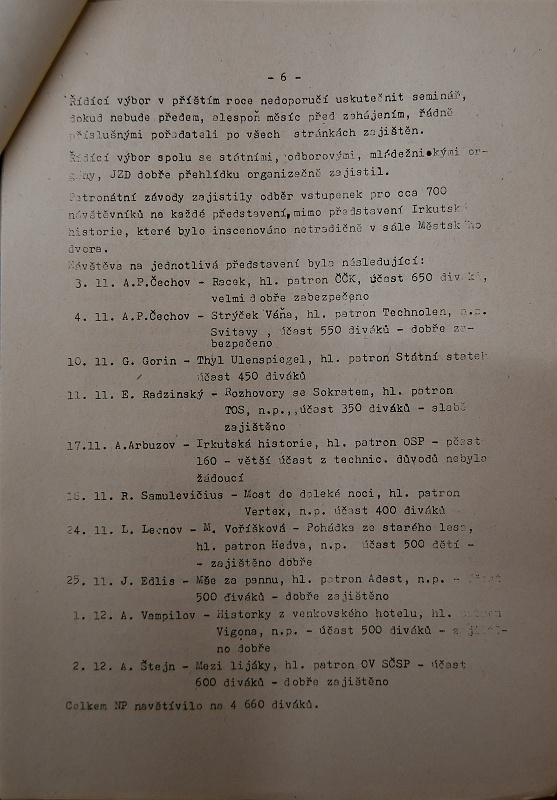 - 6 -
Řídící výbor v příštím roce nedoporučí uskutečnit seminář,
dokud nebude předem, alespoň měsíc před zahájením, řádně
příslušnými pořadateli po všech stránkách zajištěn.
Řídící výbor spolu se státními, odborovými, mládežnickými or-
gány, JZD dobře přehlídku organizačně zajistil.
Patronátní závody zajistily odběr vstupenek pro cca 700
návštěvníků na každé představení, mimo představení Irkutsk
historie, které bylo inscenováno netradičně v sále Městského
dvora.
Návštěva na jednotlivá představení byla následující:
3. 11. A.P.Čechov - Racek, hl. patron ČČK, účast 650 diváků,
velmi dobře zabezpečeno
4. 11. A.P.Čechov - Strýček Váňa, hl. patron Technolen, n.p.
Svitavy , účast 550 diváků - dobře za-
bezpečeno
10. 11. G. Gorin - Thyl Ulenspiegel, hl. patron Státní statek
účast 450 diváků
11. 11. E. Radzinský - Rozhovory se Sokratem, hl. patron
TOS, n.p.,,účast 350 diváků - slabě
zajištěno
17.11. A.Arbuzov - Irkutská historie, hl. patron OSP - účast
160 - větší účast z technic. důvodů nebyla
žádoucí
18. 11. R. Samulevičius - Most do daleké noci, hl. patron
Vertex, n.p. účast 400 diváků
24. 11. L. Leonov - M. Voříšková - Pohádka ze starého lesa,
hl. patron Hedva, n.p. účast 500 dětí -
- zajištěno dobře
25. 11. J. Edlis - Mše za pannu, hl. patron Adast, n.p. - účast
500 diváků - dobře zajištěno
1. 12. A. Vampilov - Historky z venkovského hotelu, hl. patron
Vigona, n.p. - účast 500 diváků - zajiště-
no dobře
2. 12. A. Štejn - Mezi lijáky, hl. patron OV SČSP - účast
600 diváků - dobře zajištěno
Celkem NP navštívilo na 4 660 diváků.